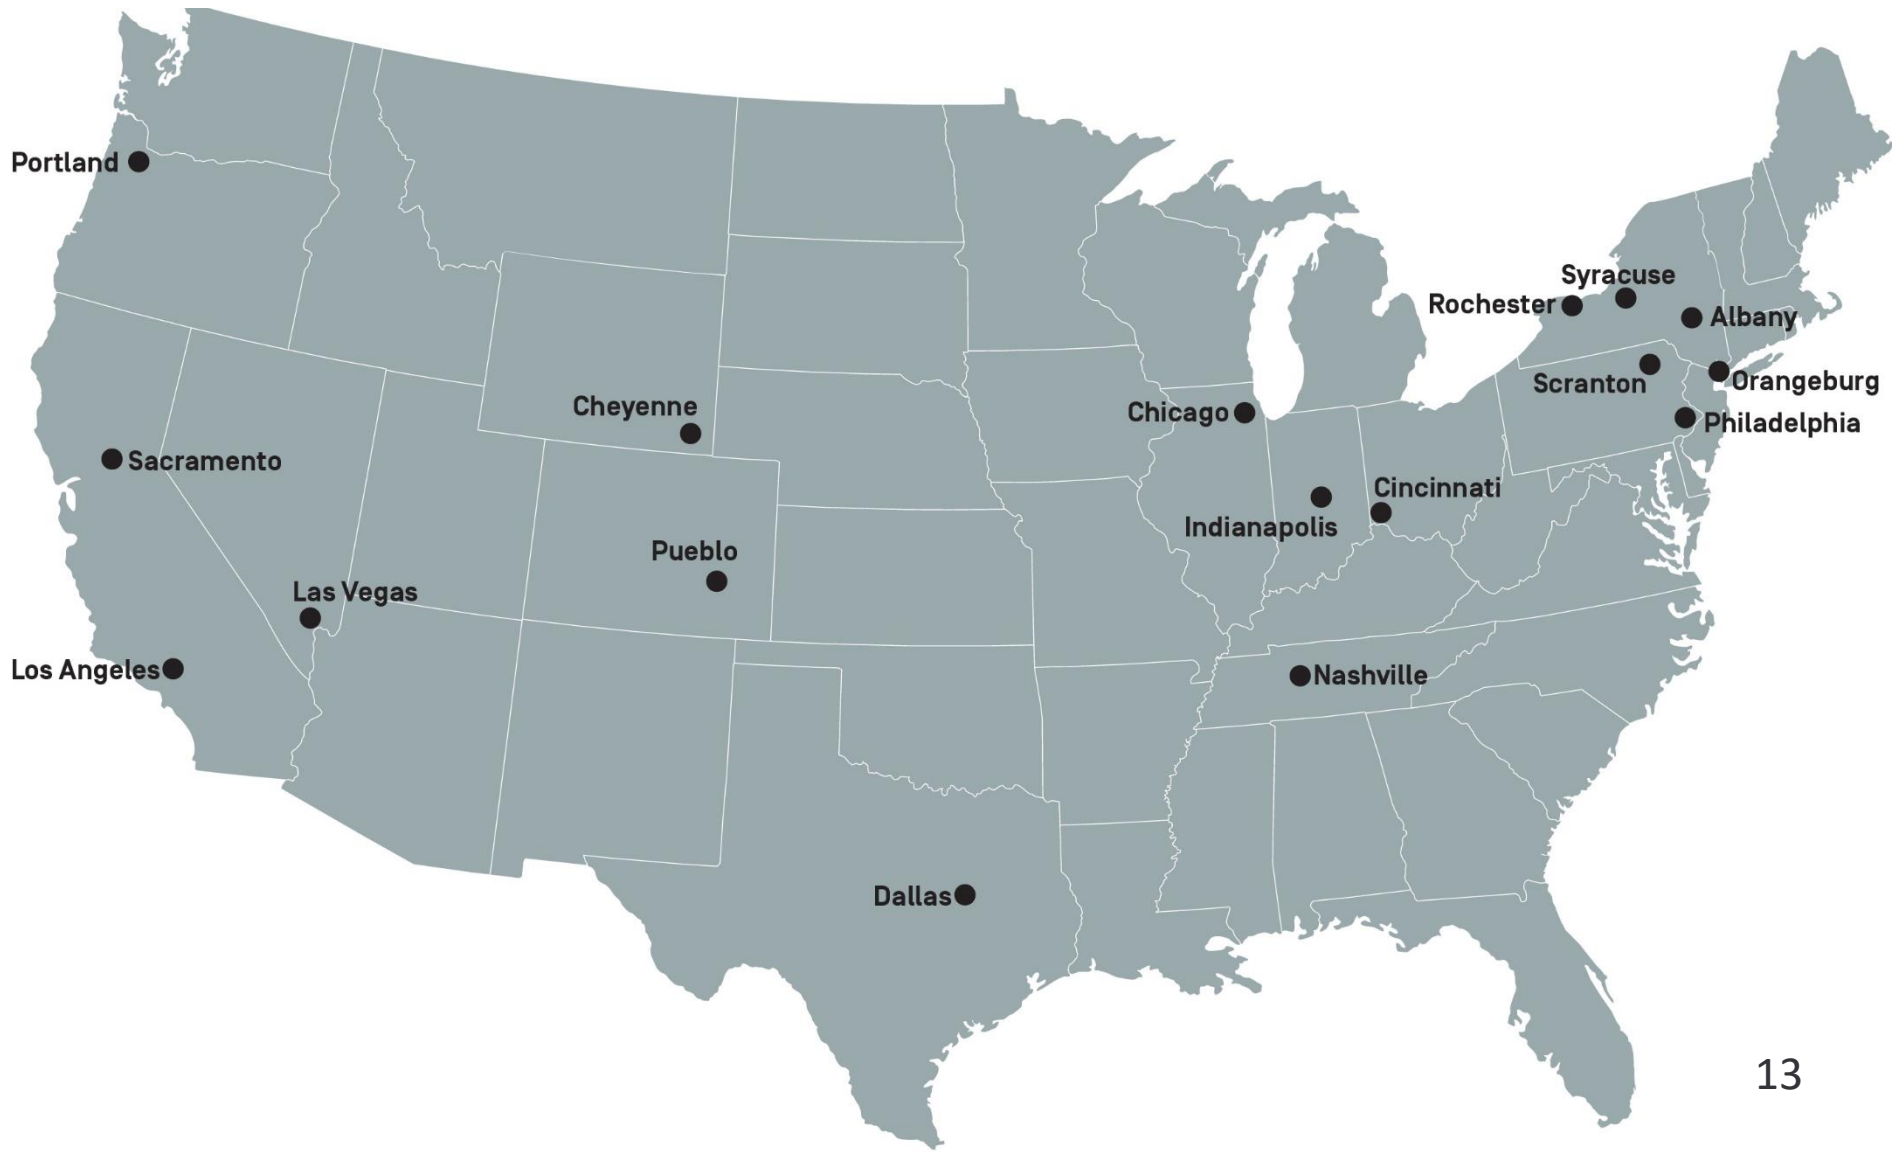 Portland
Syracuse
Rochester
Albany
Scranton
Orangeburg
Cheyenne
Chicago
Philadelphia
Sacramento
Cincinnati
Indianapolis
Pueblo
Las Vegas
Los Angeles
Nashville
Dallas
13